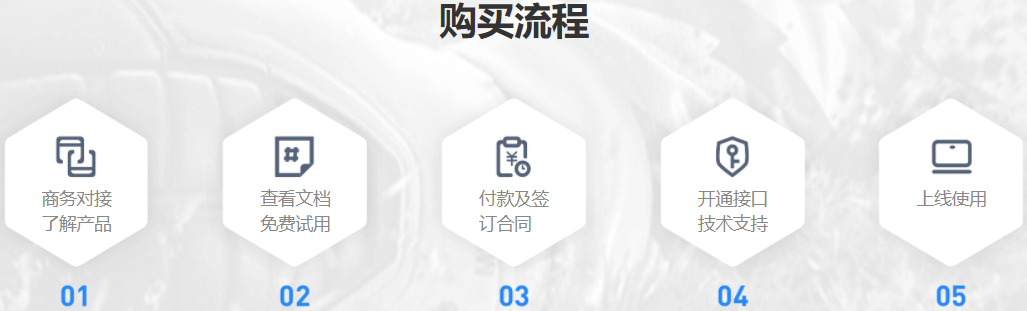 购买流程
商务对接
了解产品
01
查看文档
免费试用
02
¥
付款及签
订合同
03
开通接口
技术支持
04
上线使用
05